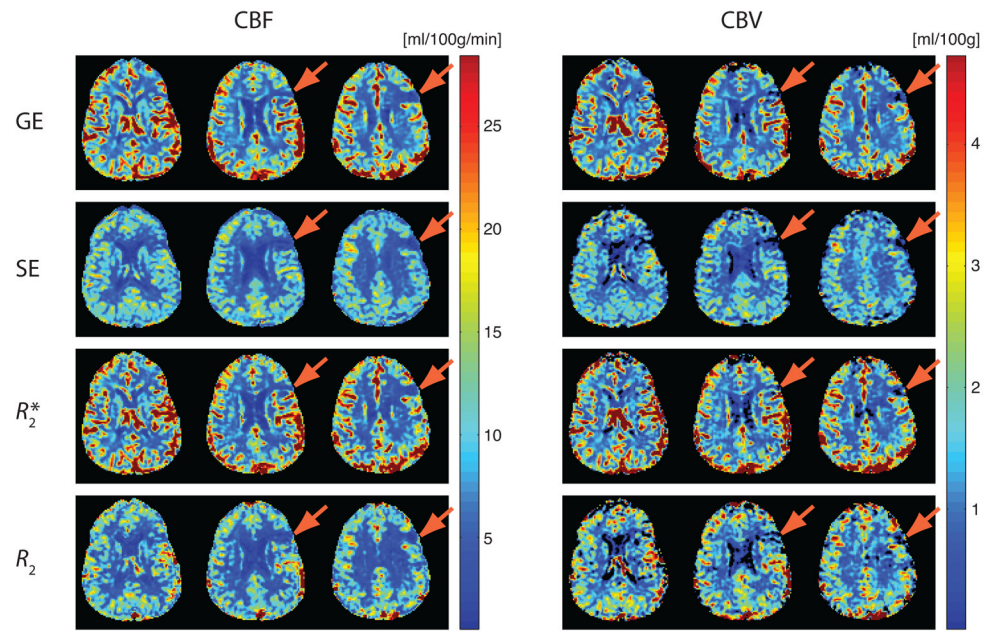 CBF
CBV
[ml/100g/min]
[ml/100g]
GE
SE
R₂*
R₂
25
20
15
10
5
4
3
2
1